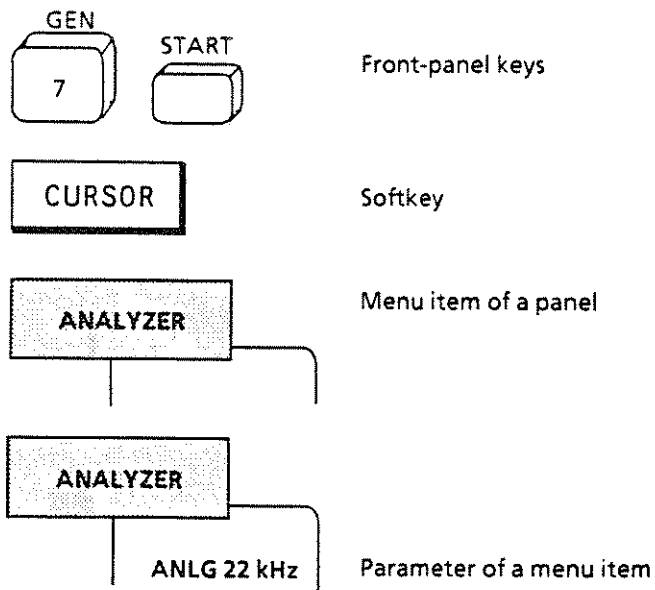 GEN
START
7
Front-panel keys
CURSOR
Softkey
ANALYZER
Menu item of a panel
ANALYZER
ANLG 22 kHz
Parameter of a menu item